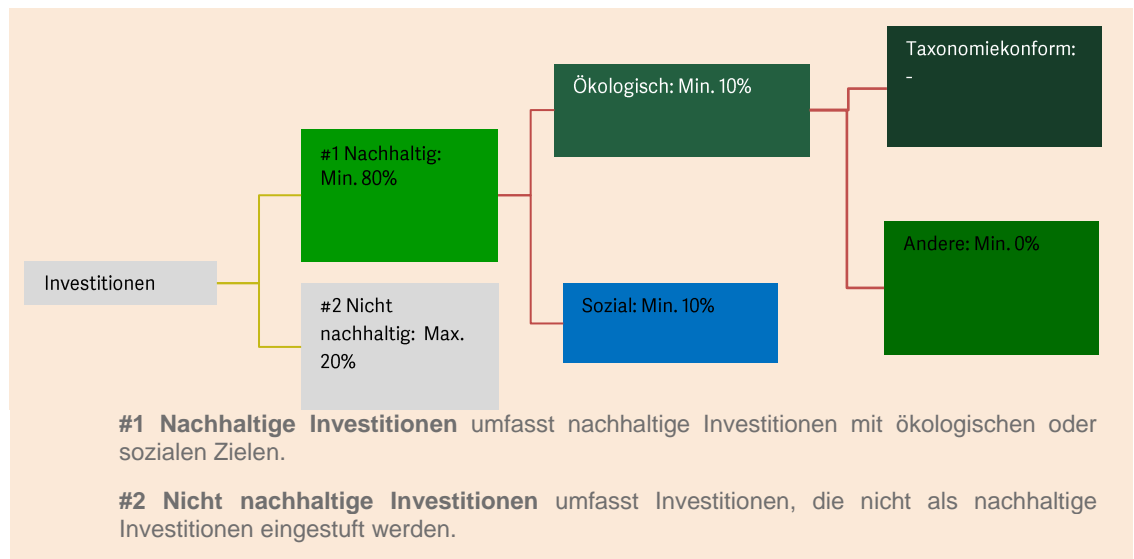 Taxonomiekonform:
-
Ökologisch: Min. 10%
#1 Nachhaltig:
Min. 80%
Andere: Min. 0%
Investitionen
#2 Nicht
nachhaltig: Max.
20%
Sozial: Min. 10%
#1 Nachhaltige Investitionen umfasst nachhaltige Investitionen mit ökologischen oder
sozialen Zielen.
#2 Nicht nachhaltige Investitionen umfasst Investitionen, die nicht als nachhaltige
Investitionen eingestuft werden.